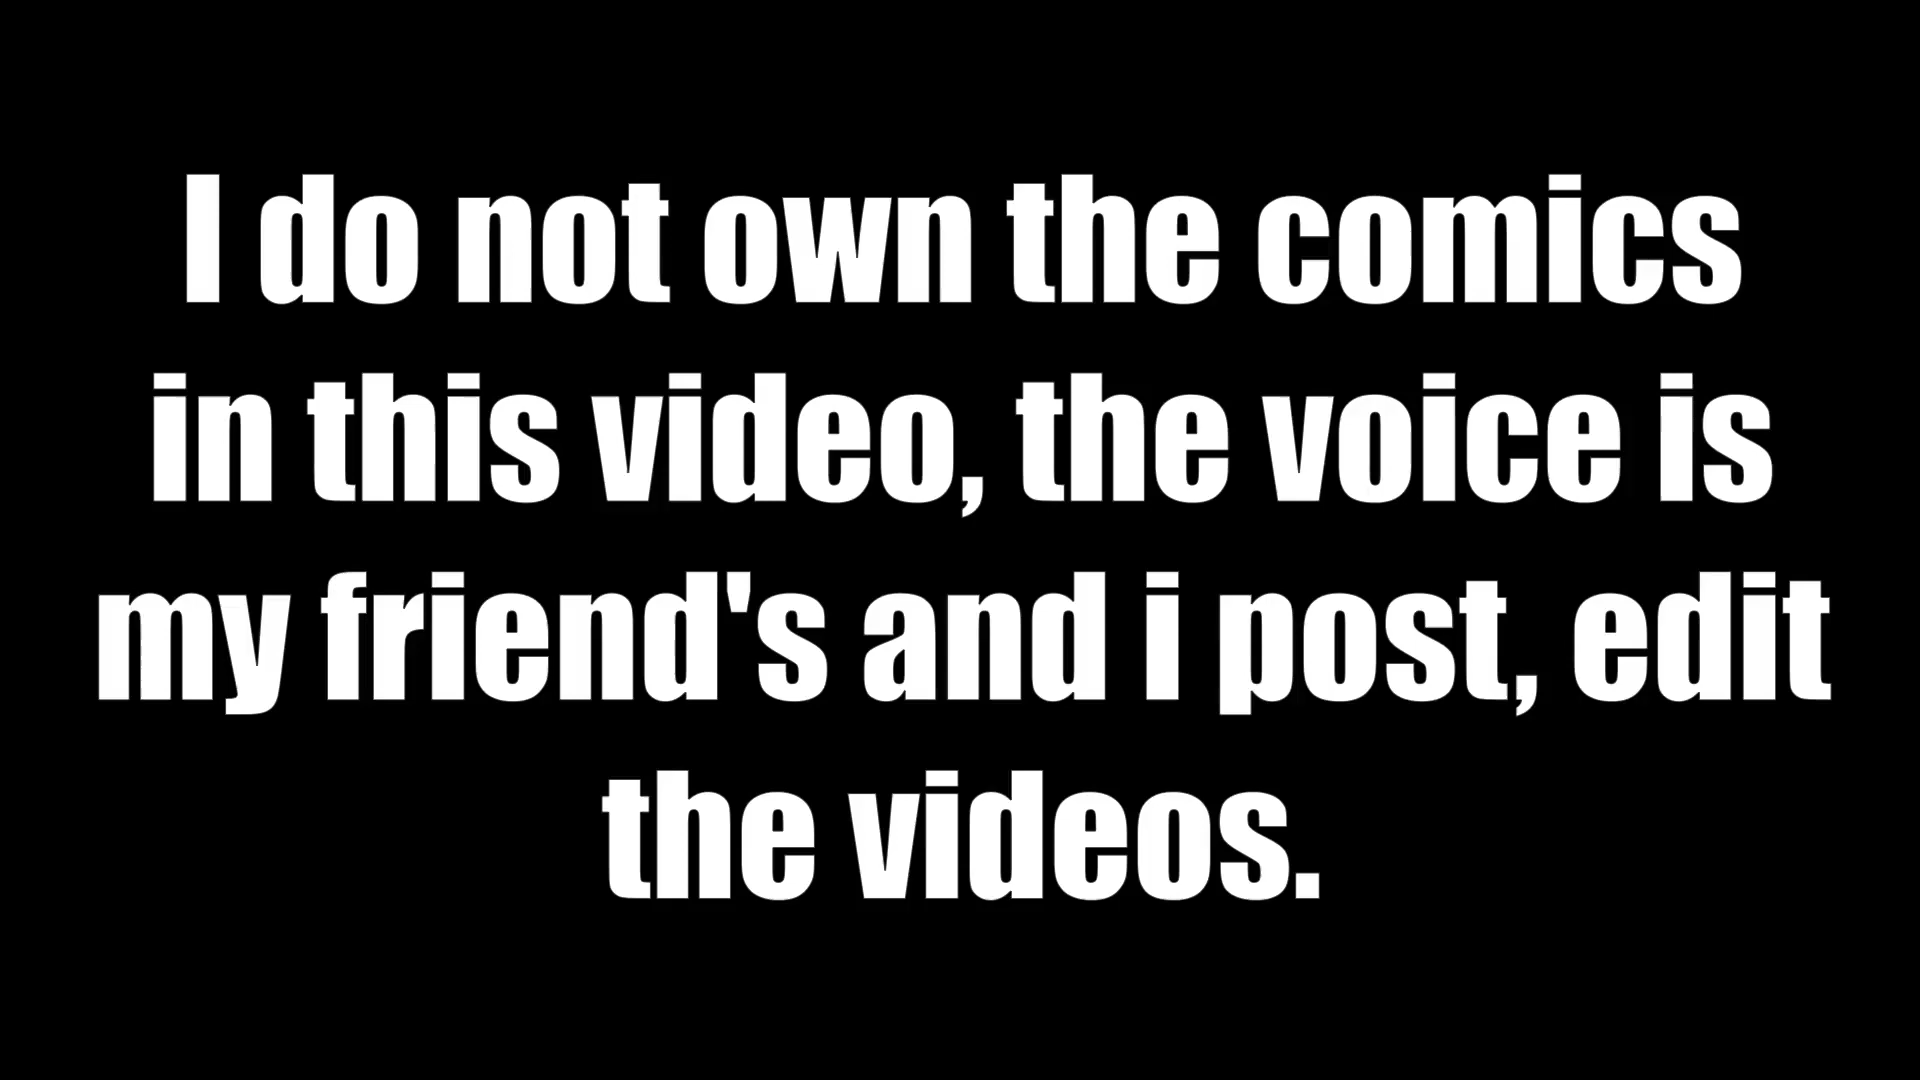 I do not own the comics
in this video, the voice is
my friend's and i post, edit
the videos.